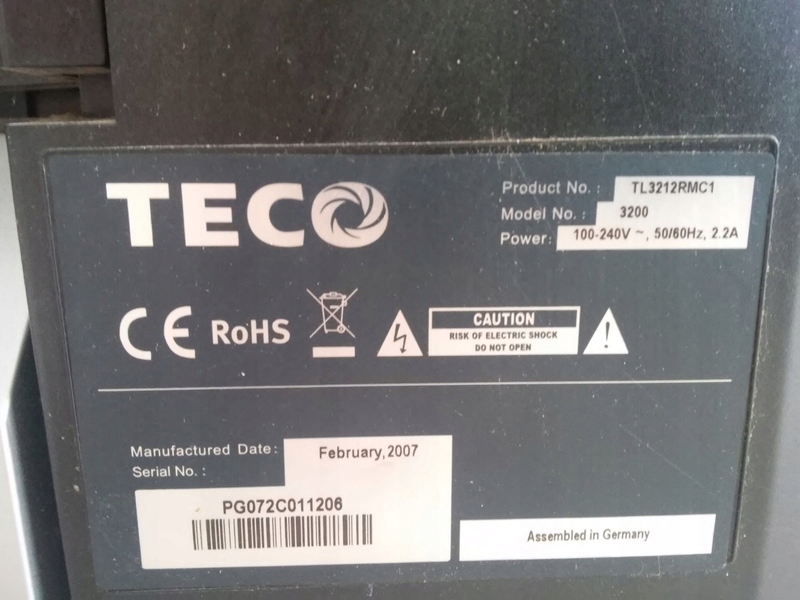 TECO
Product No. : TL3212RMC1
Model No. : 3200
Power: 100-240V ~, 50/60Hz, 2.2A
CE RoHS
CAUTION
RISK OF ELECTRIC SHOCK
DO NOT OPEN
Manufactured Date: February,2007
Serial No. :
PG072C011206
Assembled in Germany